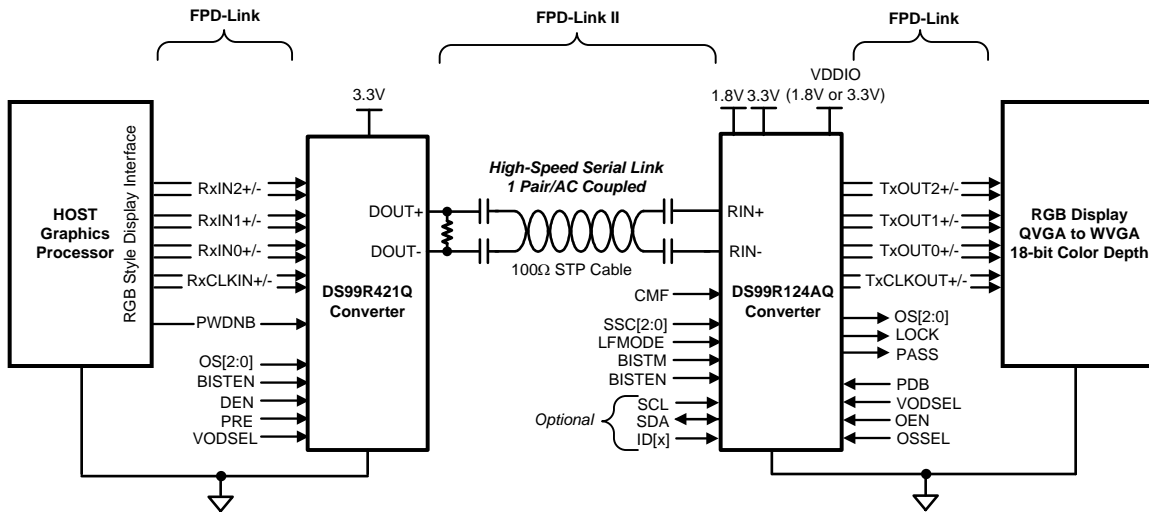 FPD-Link
FPD-Link II
FPD-Link
HOST
Graphics
Processor
RGB Style Display Interface
RxIN2+/-
RxIN1+/-
RxIN0+/-
RxCLKIN+/-
PWDNB
OS[2:0]
BISTEN
DEN
PRE
VODSEL
3.3V
DOUT+
DOUT-
DS99R421Q
Converter
High-Speed Serial Link
1 Pair/AC Coupled
100Ω STP Cable
CMF
SSC[2:0]
LFMODE
BISTM
BISTEN
Optional
SCL
SDA
ID[x]
1.8V
3.3V
VDDIO
(1.8V or 3.3V)
RIN+
RIN-
DS99R124AQ
Converter
TxOUT2+/-
TxOUT1+/-
TxOUT0+/-
TxCLKOUT+/-
OS[2:0]
LOCK
PASS
PDB
VODSEL
OEN
OSSEL
RGB Display
QVGA to WVGA
18-bit Color Depth